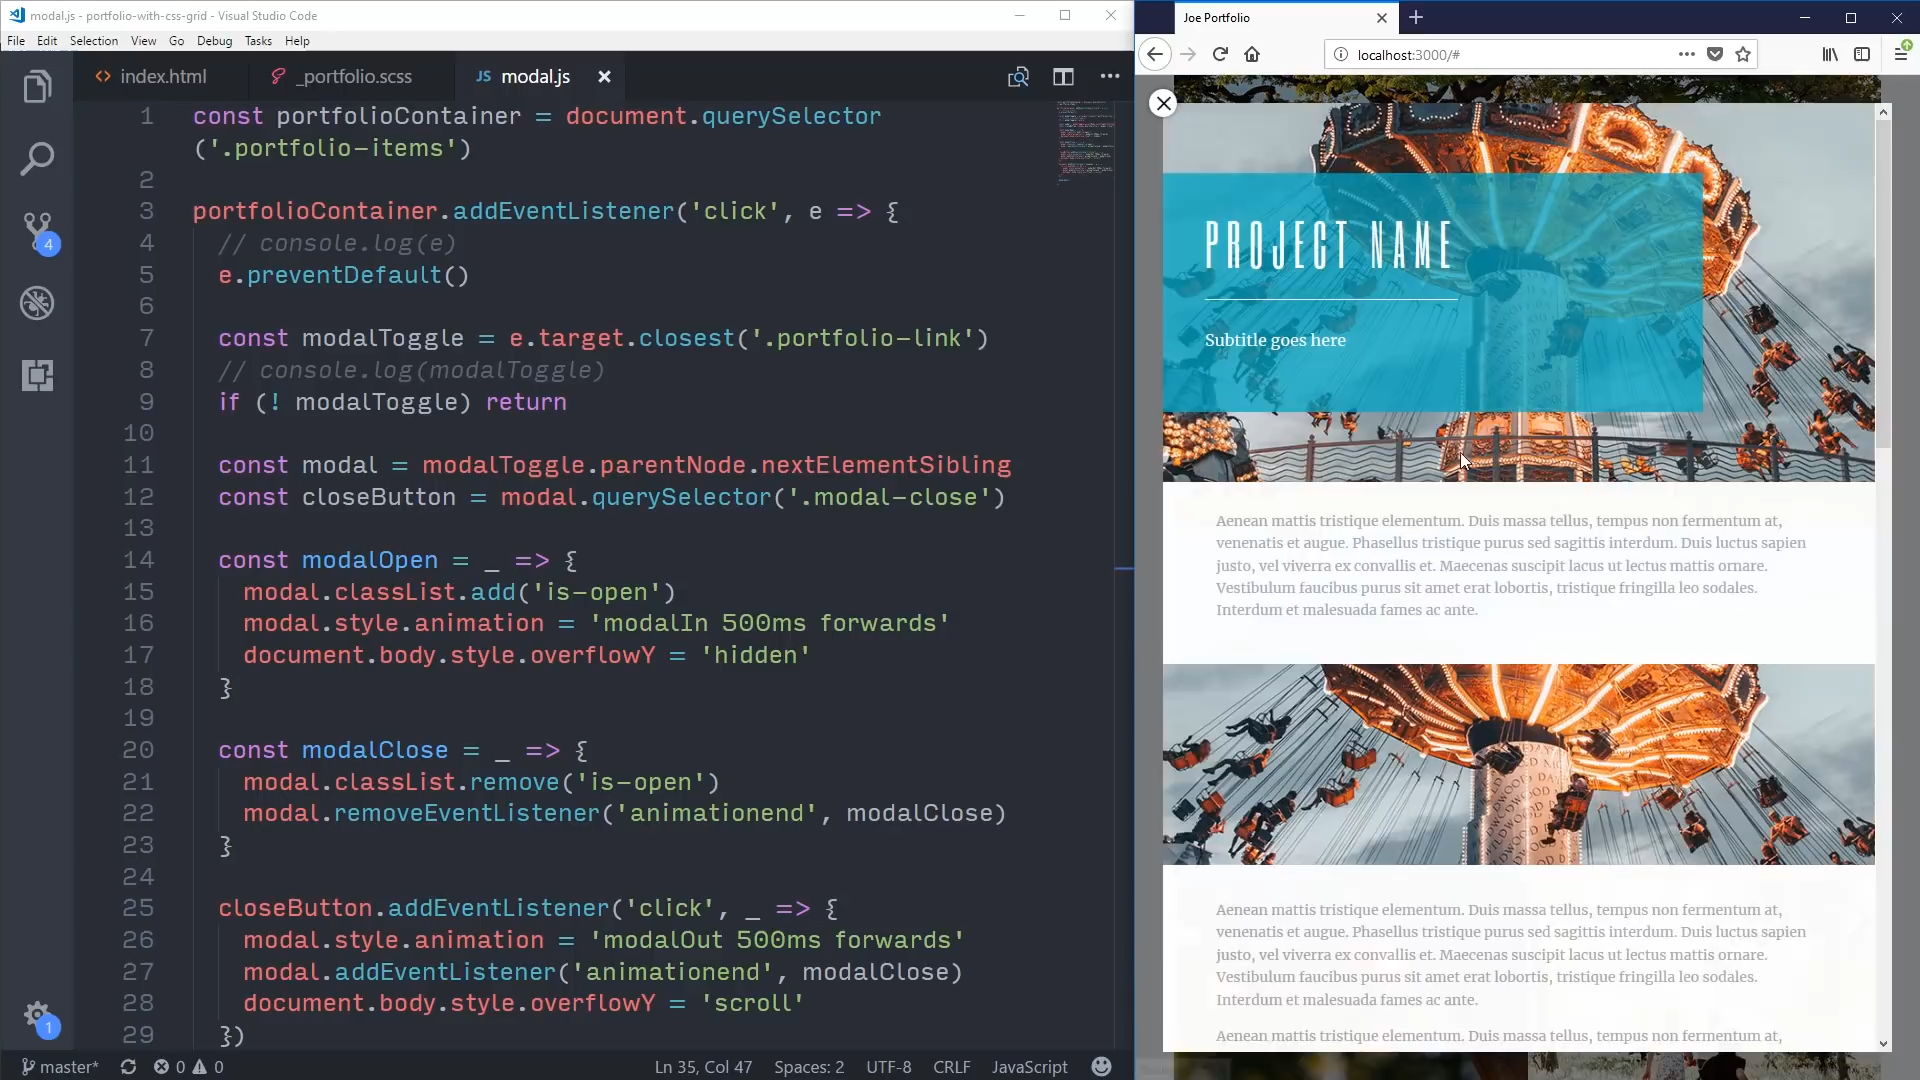 modal.js - portfolio-with-css-grid - Visual Studio Code
File Edit Selection View Go Debug Tasks Help
index.html
_portfolio.scss
JS modal.js
1 const portfolioContainer = document.querySelector
('.portfolio-items')
2
3 portfolioContainer.addEventListener('click', e => {
4 // console.log(e)
5 e.preventDefault()
6
7 const modalToggle = e.target.closest('.portfolio-link')
8 // console.log(modalToggle)
9 if (! modalToggle) return
10
11 const modal = modalToggle.parentNode.nextElementSibling
12 const closeButton = modal.querySelector('.modal-close')
13
14 const modalOpen = _ => {
15 modal.classList.add('is-open')
16 modal.style.animation = 'modalIn 500ms forwards'
17 document.body.style.overflowY = 'hidden'
18 }
19
20 const modalClose = _ => {
21 modal.classList.remove('is-open')
22 modal.removeEventListener('animationend', modalClose)
23 }
24
25 closeButton.addEventListener('click', _ => {
26 modal.style.animation = 'modalOut 500ms forwards'
27 modal.addEventListener('animationend', modalClose)
28 document.body.style.overflowY = 'scroll'
29 })
4
1
master* 0 0 Ln 35, Col 47 Spaces: 2 UTF-8 CRLF JavaScript
Joe Portfolio
localhost:3000/#
PROJECT NAME
Subtitle goes here
Aenean mattis tristique elementum. Duis massa tellus, tempus non fermentum at,
venenatis et augue. Phasellus tristique purus sed sagittis interdum. Duis luctus sapien
justo, vel viverra ex convallis et. Maecenas suscipit lacus ut lectus mattis ornare.
Vestibulum faucibus purus sit amet erat lobortis, tristique fringilla leo sodales.
Interdum et malesuada fames ac ante.
Aenean mattis tristique elementum. Duis massa tellus, tempus non fermentum at,
venenatis et augue. Phasellus tristique purus sed sagittis interdum. Duis luctus sapien
justo, vel viverra ex convallis et. Maecenas suscipit lacus ut lectus mattis ornare.
Vestibulum faucibus purus sit amet erat lobortis, tristique fringilla leo sodales.
Interdum et malesuada fames ac ante.
Aenean mattis tristique elementum. Duis massa tellus, tempus non fermentum at,